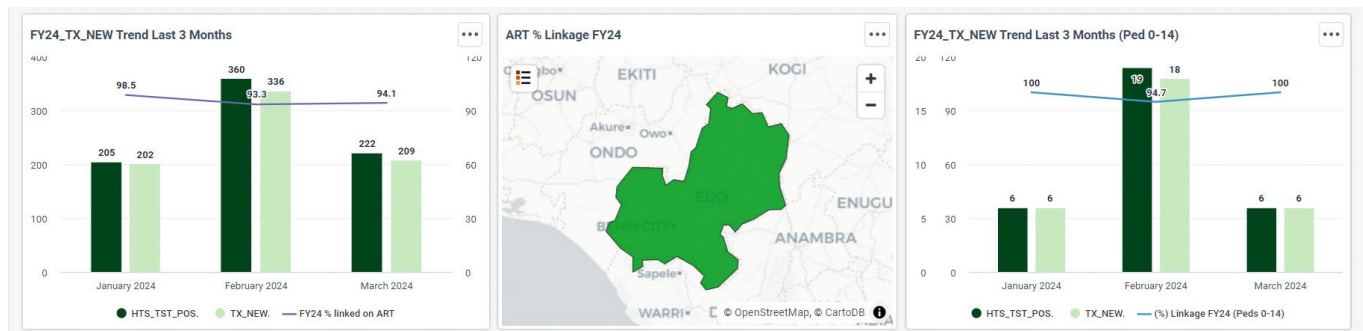 FY24_TX_NEW Trend Last 3 Months
400
300
200
100
0
120
90
60
30
0
205
202
360
336
222
209
98.5
93.3
94.1
January 2024
February 2024
March 2024
HTS_TST_POS. TX_NEW. FY24 % linked on ART
ART % Linkage FY24
EKITI
KOGI
OSUN
Akure
Owo
ONDO
EDO
ENUGU
BENIN CITY
ANAMBRA
Sapele
WARRI
© OpenStreetMap, © CartoDB
+
−
FY24_TX_NEW Trend Last 3 Months (Ped 0-14)
20
15
10
5
0
120
90
60
30
0
6
6
19
18
6
6
100
94.7
100
January 2024
February 2024
March 2024
HTS_TST_POS. TX_NEW. (%) Linkage FY24 (Peds 0-14)